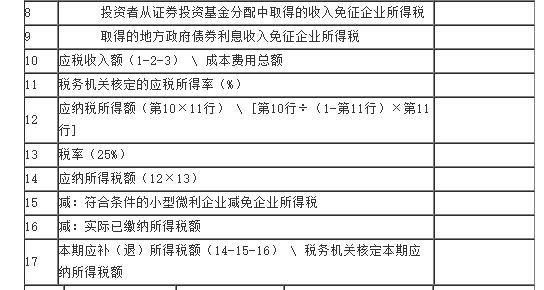 8 投资者从证券投资基金分配中取得的收入免征企业所得税
9 取得的地方政府债券利息收入免征企业所得税
10 应税收入额（1-2-3） \ 成本费用总额
11 税务机关核定的应税所得率（%）
12 应纳税所得额（第10×11行） \ [第10行÷（1-第11行）×第11
行]
13 税率（25%）
14 应纳所得税额（12×13）
15 减：符合条件的小型微利企业减免企业所得税
16 减：实际已缴纳所得税额
17 本期应补（退）所得税额（14-15-16） \ 税务机关核定本期应
纳所得税额